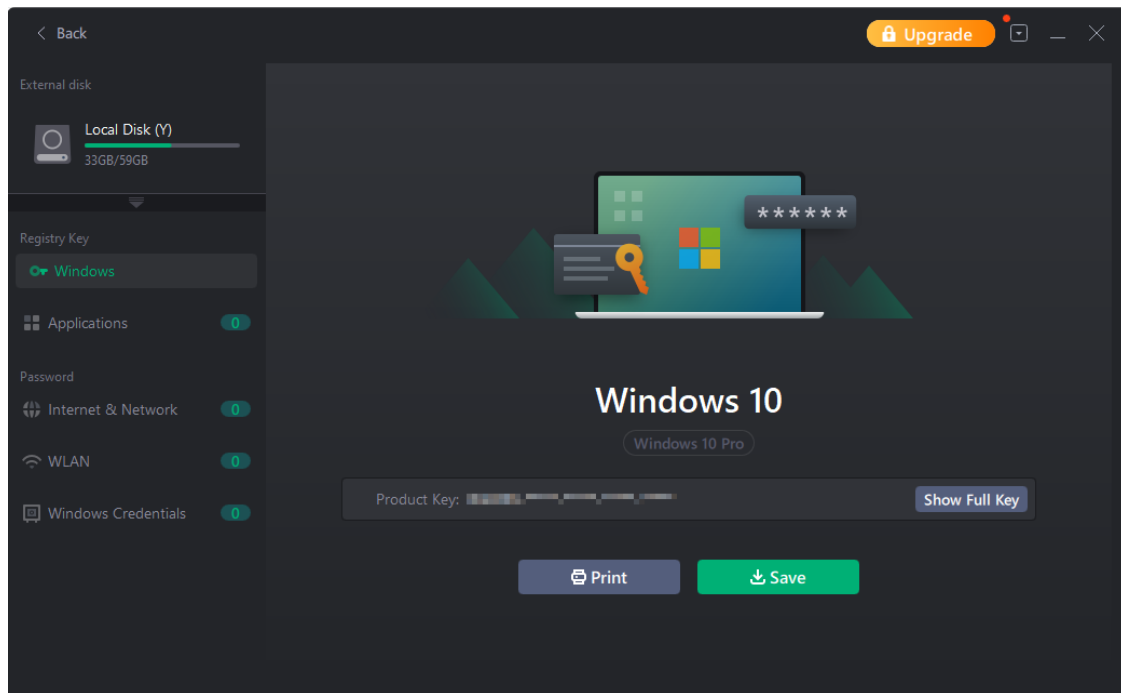 Back
Upgrade
External disk
Local Disk (Y)
33GB/59GB
Registry Key
Windows
Applications 0
Password
Internet & Network 0
WLAN 0
Windows Credentials 0
******
Windows 10
Windows 10 Pro
Product Key:
Show Full Key
Print
Save